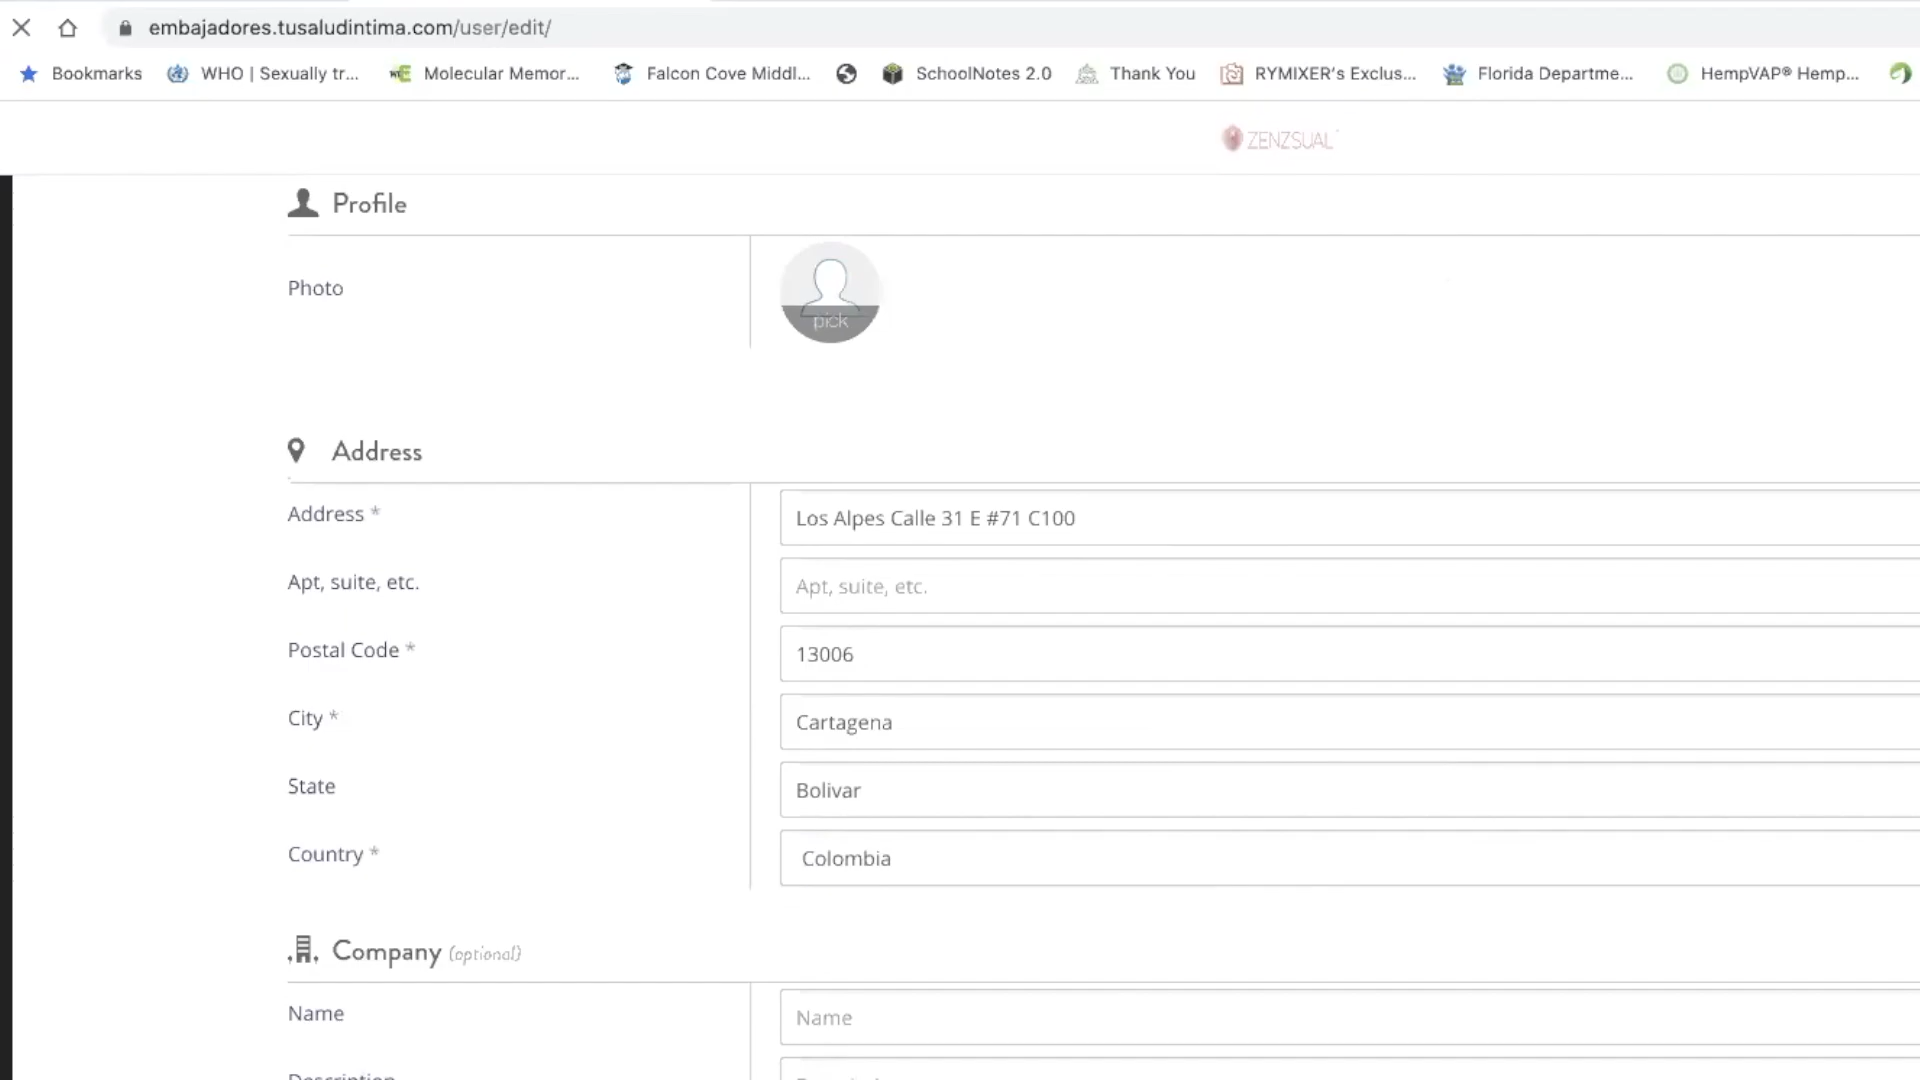 embajadores.tusaludintima.com/user/edit/
Bookmarks WHO | Sexually tr... Molecular Memor... Falcon Cove Middl... SchoolNotes 2.0 Thank You RYMIXER's Exclus... Florida Departme... HempVAP® Hemp...
ZENZSUAL
Profile
Photo
pick
Address
Address * Los Alpes Calle 31 E #71 C100
Apt, suite, etc. Apt, suite, etc.
Postal Code * 13006
City * Cartagena
State Bolivar
Country * Colombia
Company (optional)
Name Name